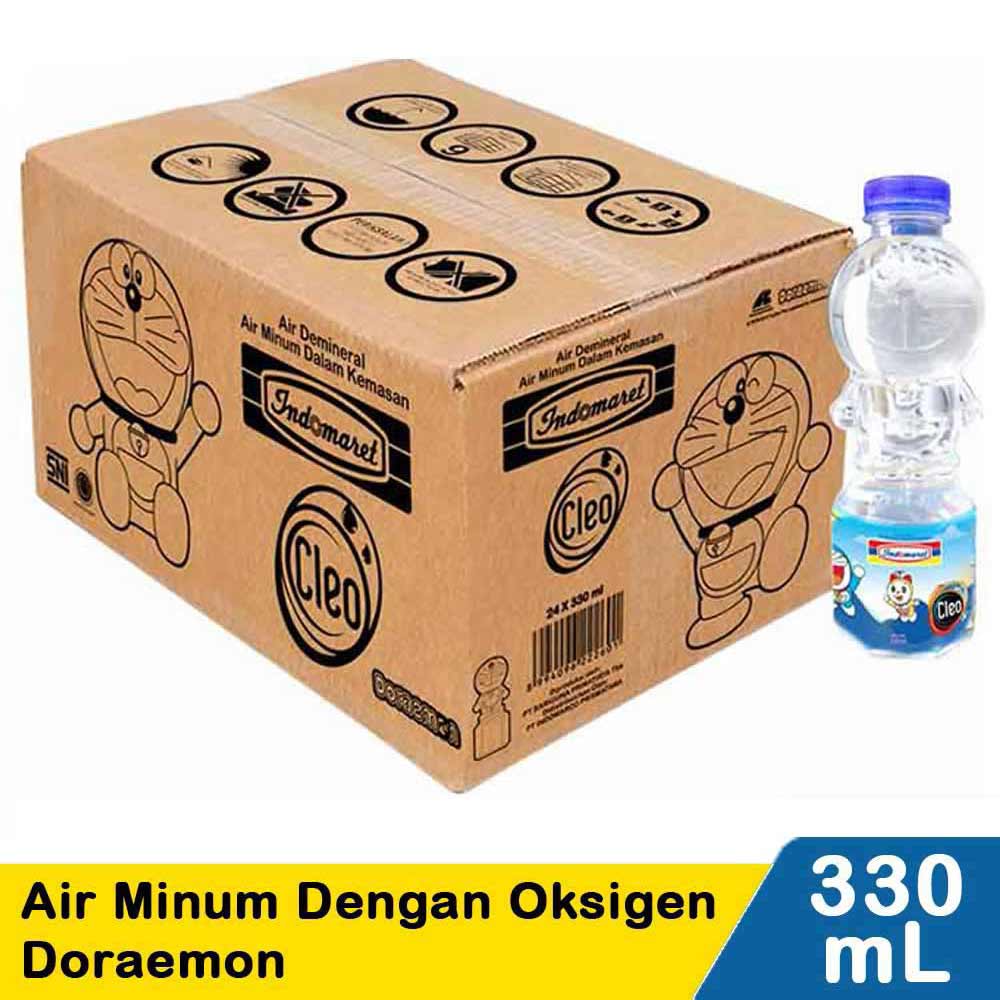 Air Demineral
Air Minum Dalam Kemasan
Indomaret
Cleo
SNI
Doraemon
Air Demineral
Air Minum Dalam Kemasan
Indomaret
Cleo
24 X 330 ml
Indomaret
Cleo
Air Minum Dengan Oksigen
Doraemon
330
mL